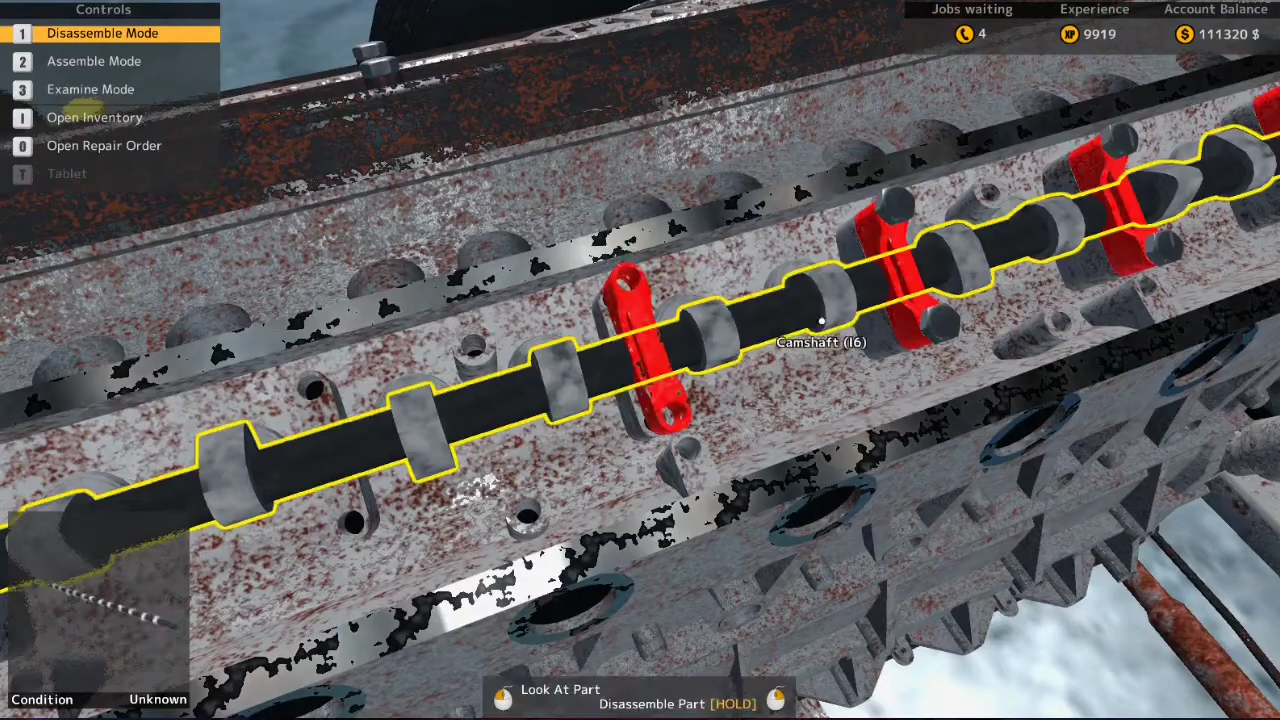 Controls
1 Disassemble Mode
2 Assemble Mode
3 Examine Mode
I Open Inventory
O Open Repair Order
T Tablet
Jobs waiting Experience Account Balance
4 XP 9919 $ 111320 $
Camshaft (I6)
Condition Unknown
Look At Part
Disassemble Part [HOLD]